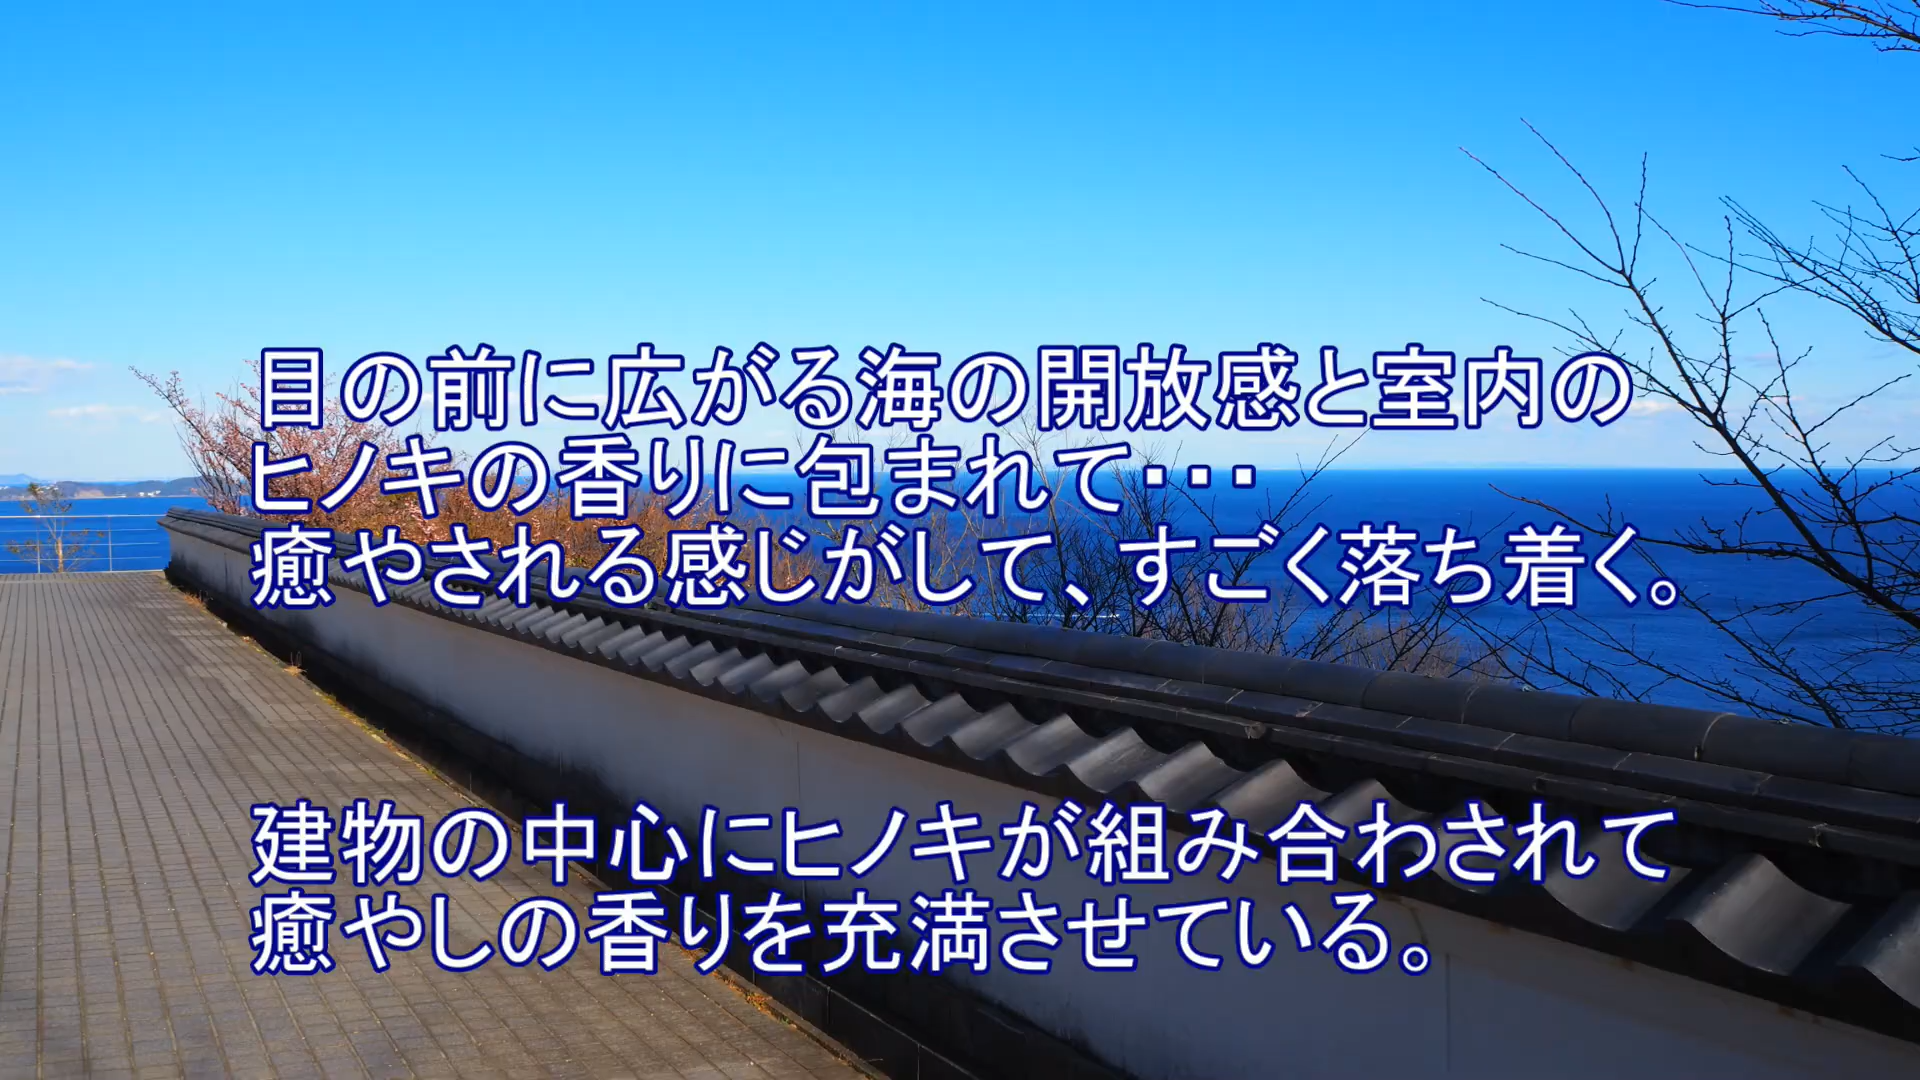 目の前に広がる海の開放感と室内の
ヒノキの香りに包まれて･･･
癒やされる感じがして、すごく落ち着く。
建物の中心にヒノキが組み合わされて
癒やしの香りを充満させている。